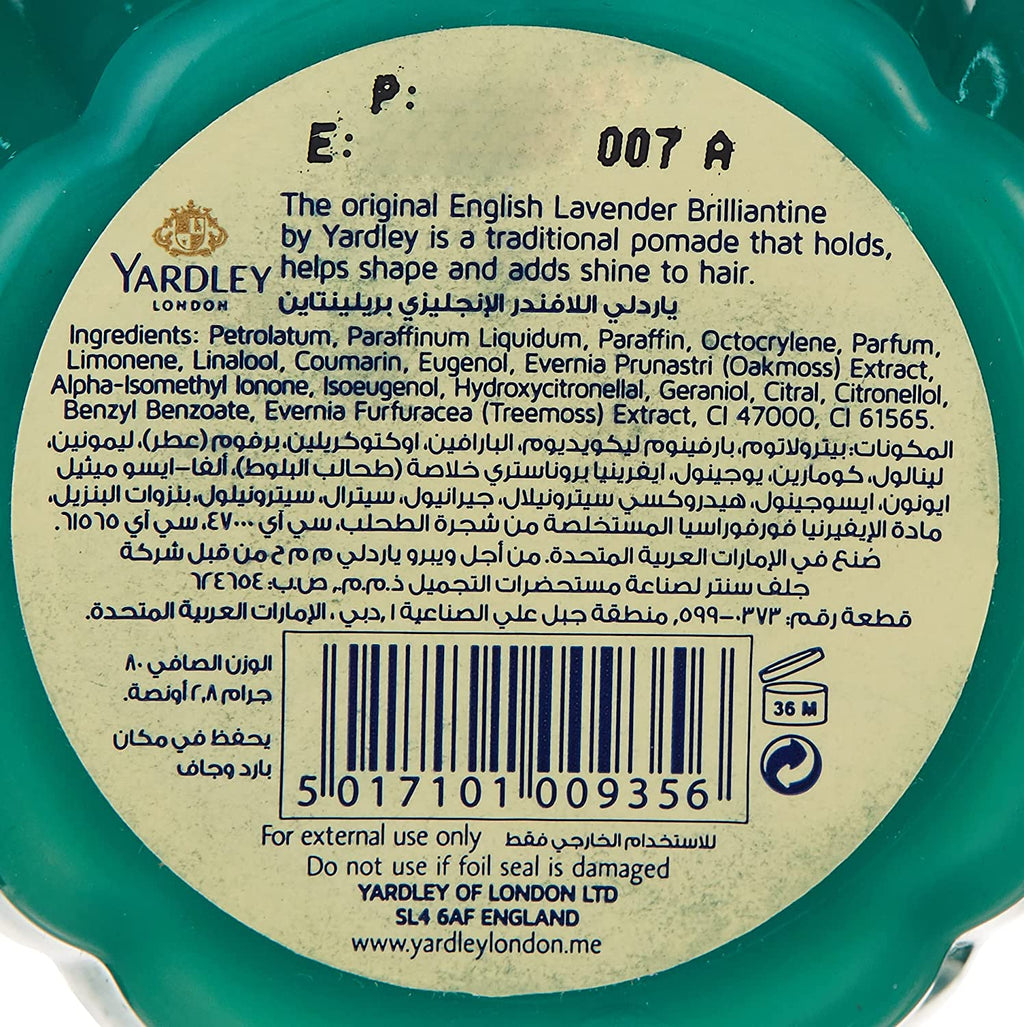 P:
E: 007 A
The original English Lavender Brilliantine
by Yardley is a traditional pomade that holds,
helps shape and adds shine to hair.
YARDLEY
LONDON
ياردلي اللافندر الإنجليزي بريلينتاين
Ingredients: Petrolatum, Paraffinum Liquidum, Paraffin, Octocrylene, Parfum,
Limonene, Linalool, Coumarin, Eugenol, Evernia Prunastri (Oakmoss) Extract,
Alpha-Isomethyl Ionone, Isoeugenol, Hydroxycitronellal, Geraniol, Citral, Citronellol,
Benzyl Benzoate, Evernia Furfuracea (Treemoss) Extract, CI 47000, CI 61565.
المكونات: بيترولاتوم، بارفينوم ليكويديوم، البارافين، اوكتوكريلين، برفوم (عطر)، ليمونين،
لينالول، كومارين، يوجينول، ايفرينيا بروناستري خلاصة (طحالب البلوط)، ألفا-ايسو ميثيل
ايونون، ايسوجينول، هيدروكسي سيترونيلال، جيرانيول، سيترال، سيترونيلول، بنزوات البنزيل،
مادة الإيفيرنيا فورفوراسيا المستخلصة من شجرة الطحلب، سي آي ٤٧٠٠٠، سي آي ٦١٥٦٥.
صُنع في الإمارات العربية المتحدة. من أجل ويبرو ياردلي م م ح من قبل شركة
جلف سنتر لصناعة مستحضرات التجميل ذ.م.م.، ص.ب: ٦٢٤٦٥٤
قطعة رقم: ٠٣٧٣-٥٩٩, منطقة جبل علي الصناعية ١, دبي، الإمارات العربية المتحدة.
الوزن الصافي ٨٠
جرام ٢,٨ أونصة.
يحفظ في مكان
بارد وجاف
36 M
5 017101 009356
For external use only للاستخدام الخارجي فقط
Do not use if foil seal is damaged
YARDLEY OF LONDON LTD
SL4 6AF ENGLAND
www.yardleylondon.me